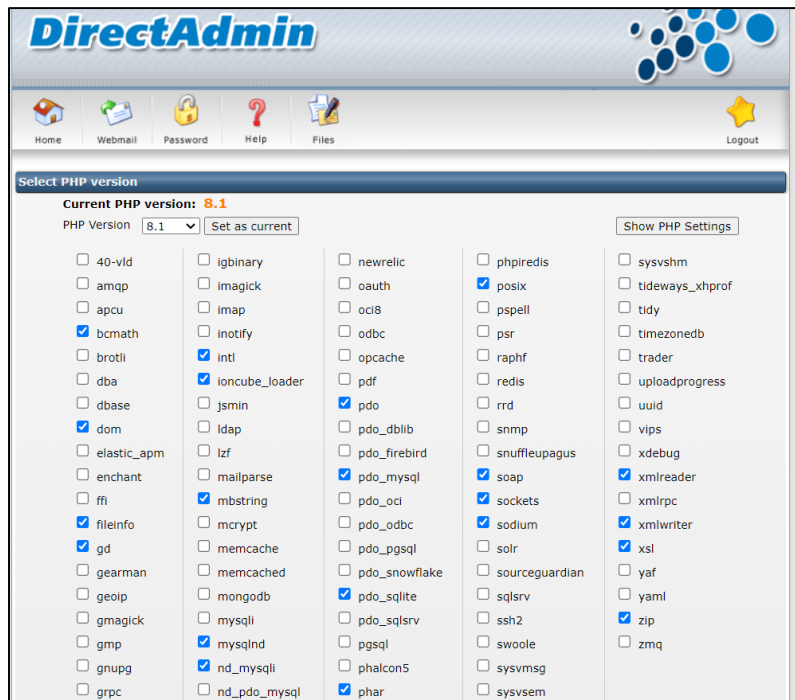 DirectAdmin
Home Webmail Password Help Files Logout
Select PHP version
Current PHP version: 8.1
PHP Version 8.1 Set as current Show PHP Settings
40-vld igbinary newrelic phpiredis sysvshm
amqp imagick oauth posix tideways_xhprof
apcu imap oci8 pspell tidy
bcmath inotify odbc psr timezonedb
brotli intl opcache raphf trader
dba ioncube_loader pdf redis uploadprogress
dbase jsmin pdo rrd uuid
dom ldap pdo_dblib snmp vips
elastic_apm lzf pdo_firebird snuffleupagus xdebug
enchant mailparse pdo_mysql soap xmlreader
ffi mbstring pdo_oci sockets xmlrpc
fileinfo mcrypt pdo_odbc sodium xmlwriter
gd memcache pdo_pgsql solr xsl
gearman memcached pdo_snowflake sourceguardian yaf
geoip mongodb pdo_sqlite sqlsrv yaml
gmagick mysqli pdo_sqlsrv ssh2 zip
gmp mysqlnd pgsql swoole zmq
gnupg nd_mysqli phalcon5 sysvmsg
grpc nd_pdo_mysql phar sysvsem